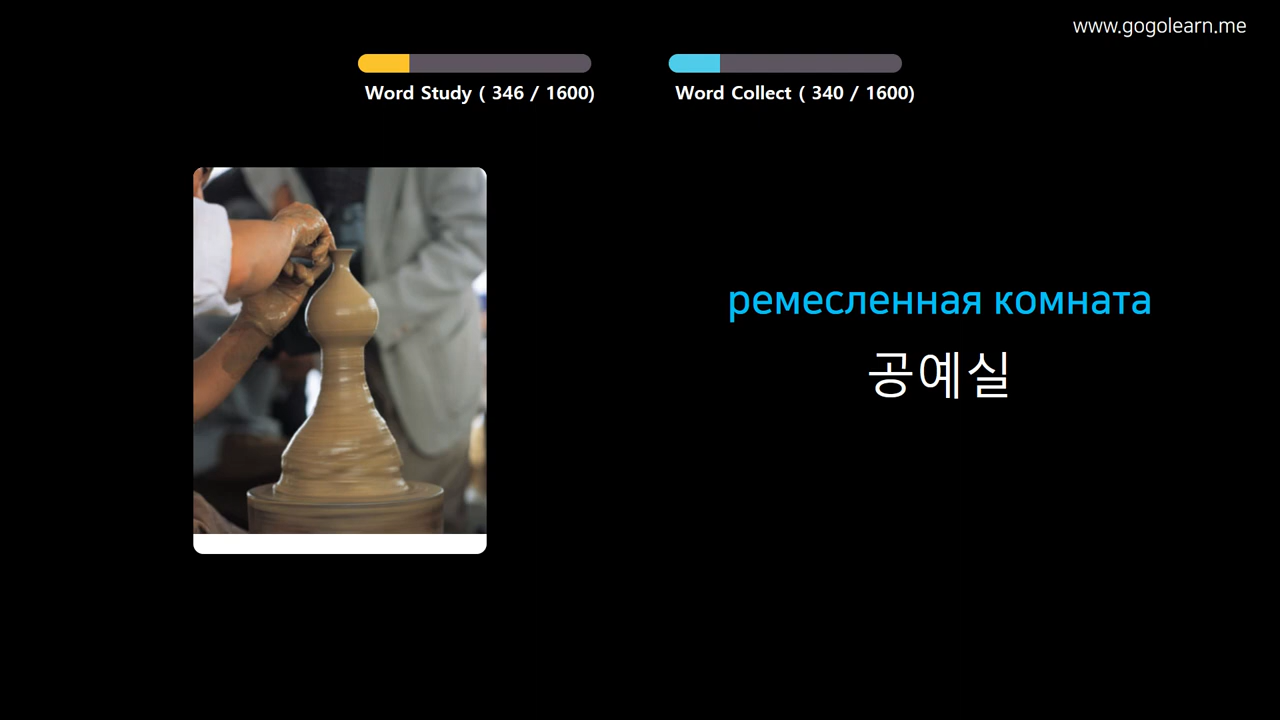 www.gogolearn.me
Word Study ( 346 / 1600)
Word Collect ( 340 / 1600)
ремесленная комната
공예실